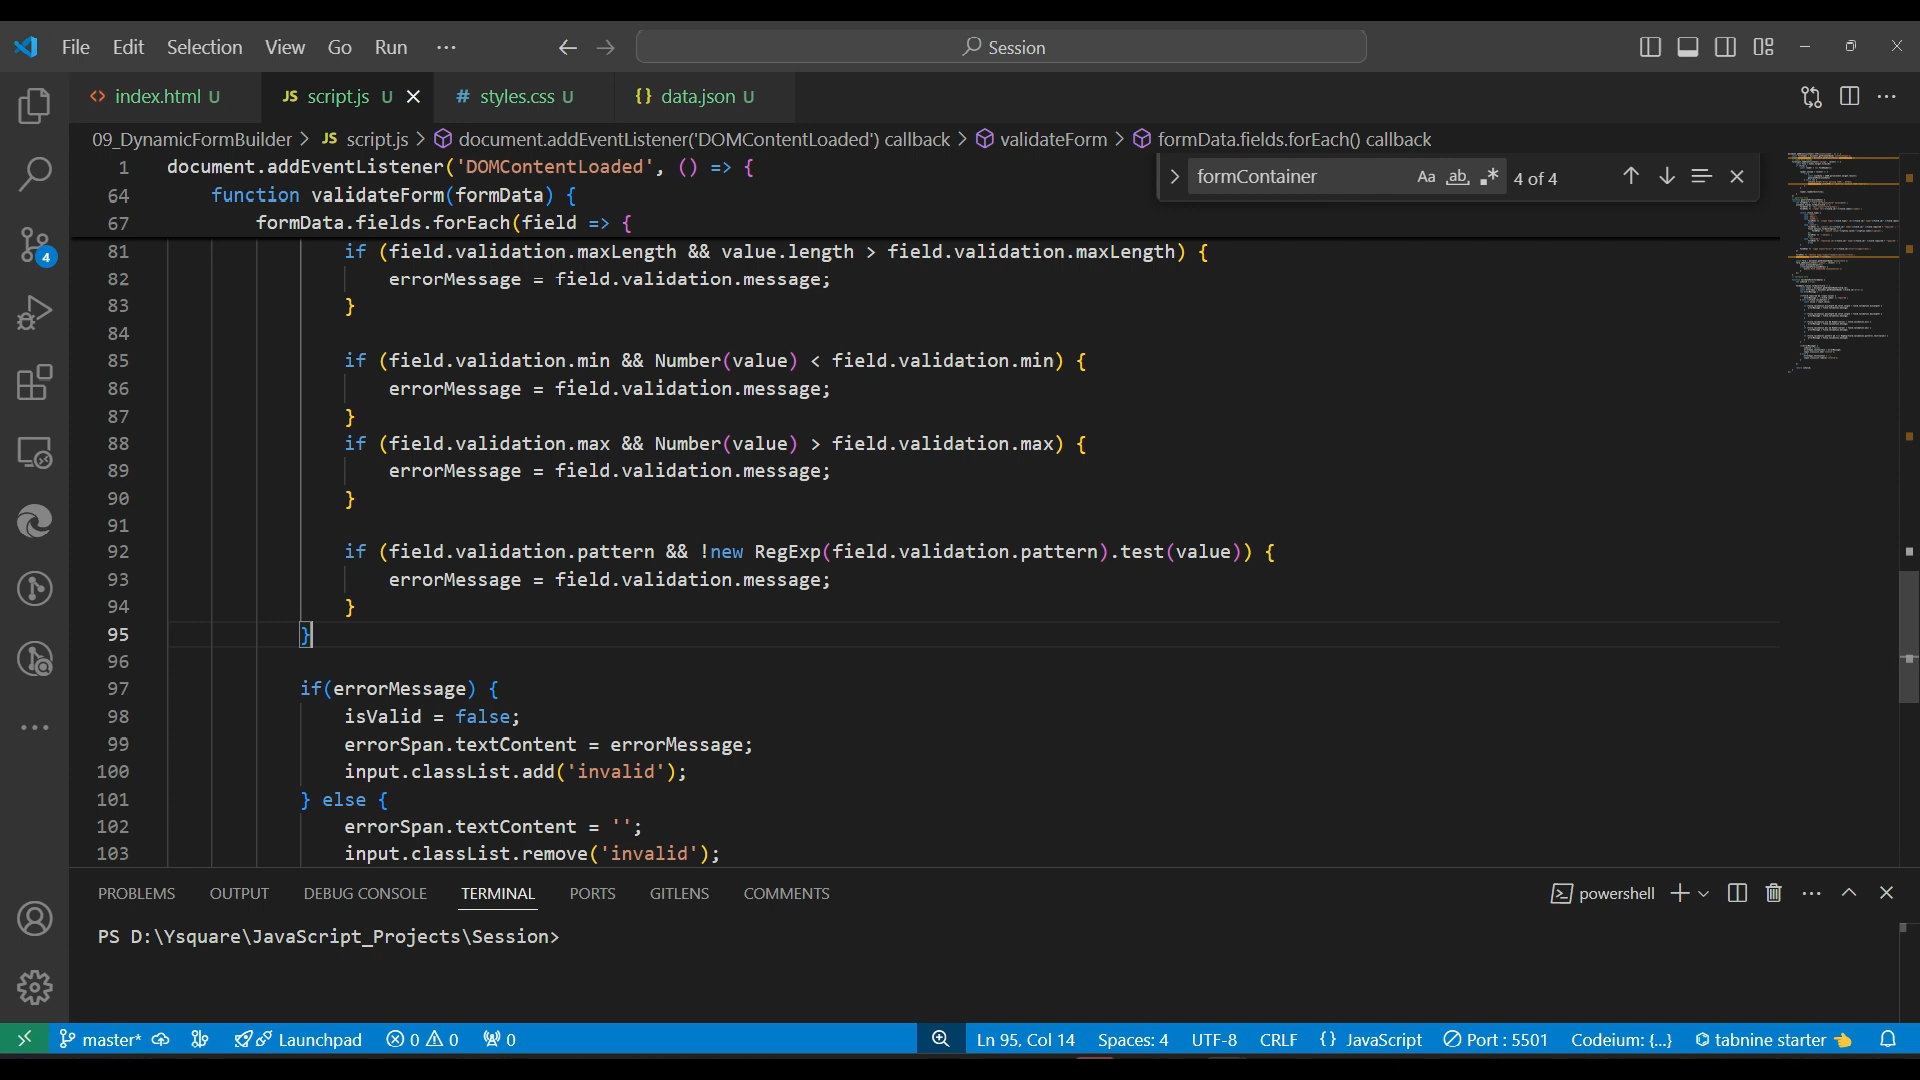 File Edit Selection View Go Run ···
Session
index.html U
JS script.js U
# styles.css U
{} data.json U
09_DynamicFormBuilder > JS script.js > document.addEventListener('DOMContentLoaded') callback > validateForm > formData.fields.forEach() callback
formContainer Aa ab 4 of 4
1 document.addEventListener('DOMContentLoaded', () => {
64 function validateForm(formData) {
67 formData.fields.forEach(field => {
81 if (field.validation.maxLength && value.length > field.validation.maxLength) {
82 errorMessage = field.validation.message;
83 }
84
85 if (field.validation.min && Number(value) < field.validation.min) {
86 errorMessage = field.validation.message;
87 }
88 if (field.validation.max && Number(value) > field.validation.max) {
89 errorMessage = field.validation.message;
90 }
91
92 if (field.validation.pattern && !new RegExp(field.validation.pattern).test(value)) {
93 errorMessage = field.validation.message;
94 }
95 }
96
97 if(errorMessage) {
98 isValid = false;
99 errorSpan.textContent = errorMessage;
100 input.classList.add('invalid');
101 } else {
102 errorSpan.textContent = '';
103 input.classList.remove('invalid');
4
PROBLEMS OUTPUT DEBUG CONSOLE TERMINAL PORTS GITLENS COMMENTS
powershell
PS D:\Ysquare\JavaScript_Projects\Session>
master* Launchpad 0 0 0 Ln 95, Col 14 Spaces: 4 UTF-8 CRLF {} JavaScript Port : 5501 Codeium: {...} tabnine starter